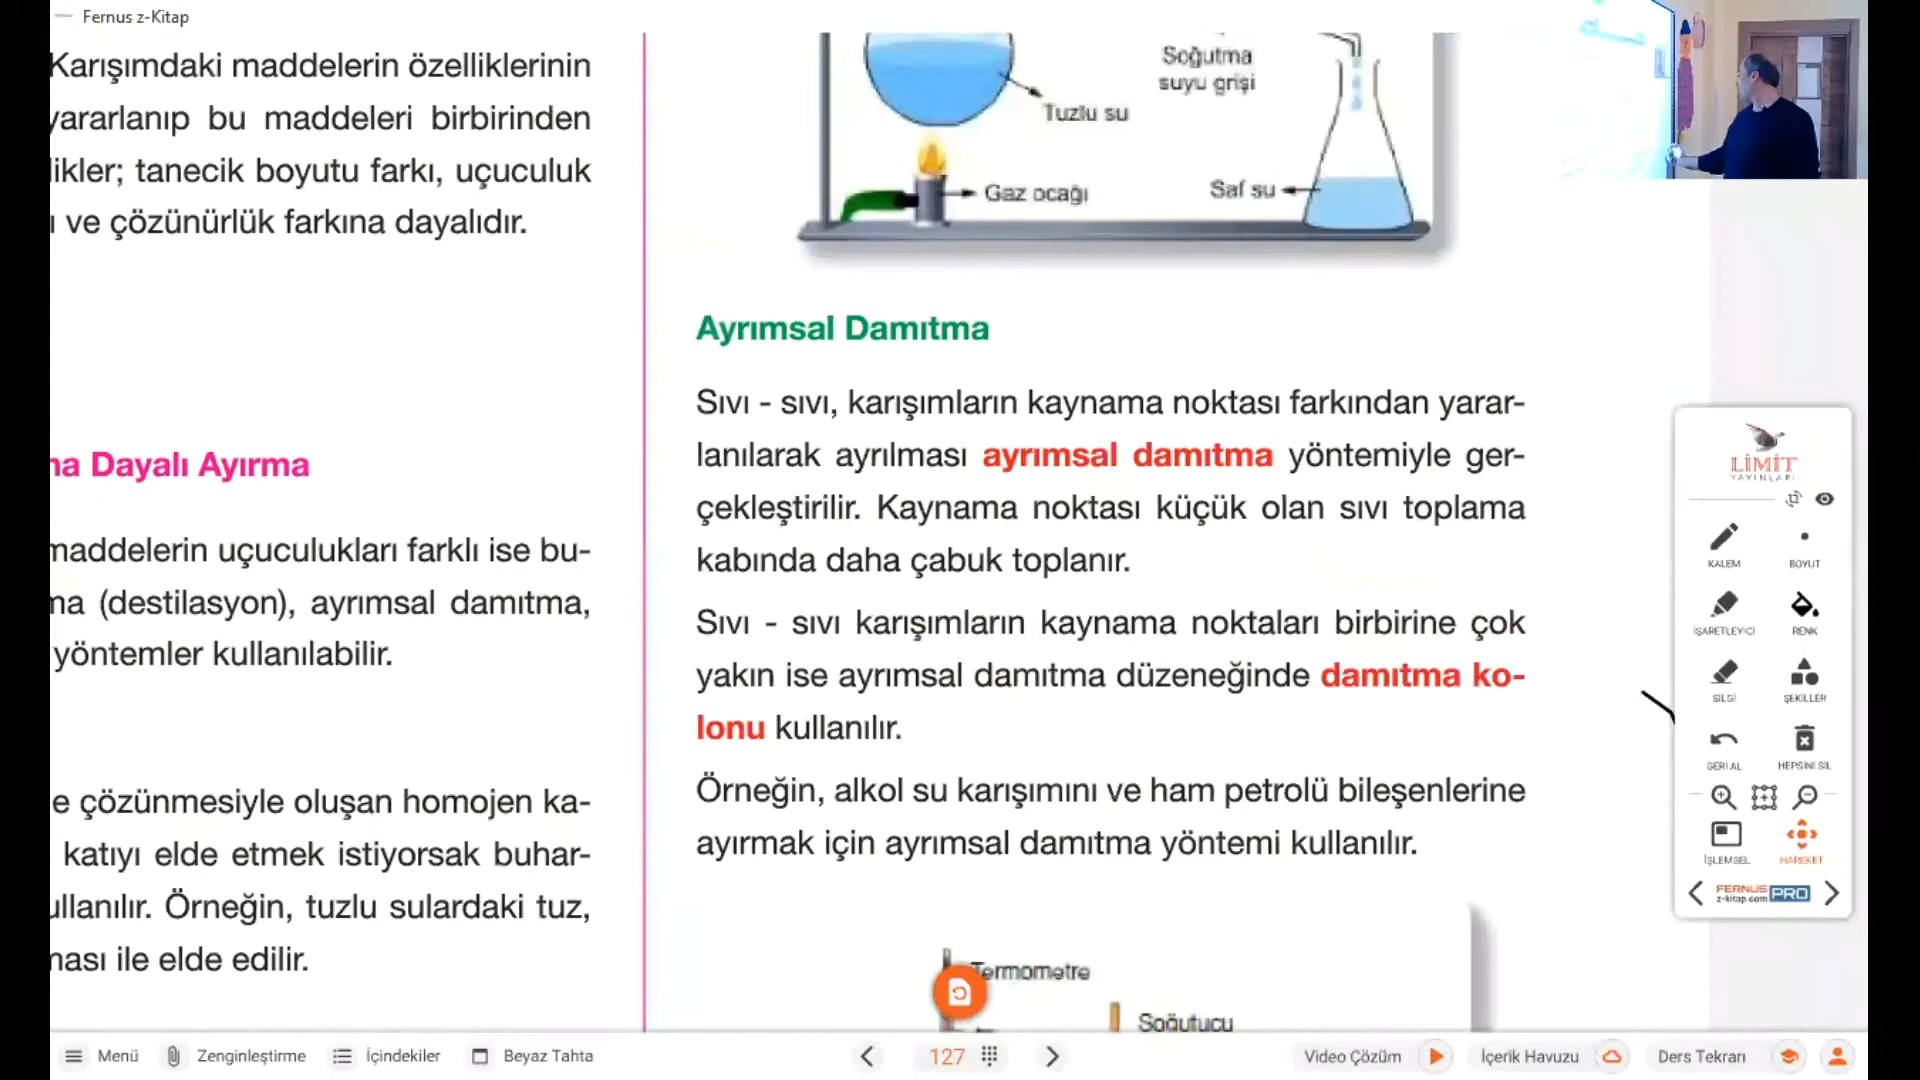 Fernus z-Kitap
Karışımdaki maddelerin özelliklerinin
yararlanıp bu maddeleri birbirinden
likler; tanecik boyutu farkı, uçuculuk
ı ve çözünürlük farkına dayalıdır.
na Dayalı Ayırma
maddelerin uçuculukları farklı ise bu-
ma (destilasyon), ayrımsal damıtma,
yöntemler kullanılabilir.
e çözünmesiyle oluşan homojen ka-
katıyı elde etmek istiyorsak buhar-
ullanılır. Örneğin, tuzlu sulardaki tuz,
ması ile elde edilir.
Soğutma
suyu grişi
Tuzlu su
Gaz ocağı
Saf su
Ayrımsal Damıtma
Sıvı - sıvı, karışımların kaynama noktası farkından yarar-
lanılarak ayrılması ayrımsal damıtma yöntemiyle ger-
çekleştirilir. Kaynama noktası küçük olan sıvı toplama
kabında daha çabuk toplanır.
Sıvı - sıvı karışımların kaynama noktaları birbirine çok
yakın ise ayrımsal damıtma düzeneğinde damıtma ko-
lonu kullanılır.
Örneğin, alkol su karışımını ve ham petrolü bileşenlerine
ayırmak için ayrımsal damıtma yöntemi kullanılır.
Termometre
Soğutucu
LİMİT
YAYINLARI
KALEM
BOYUT
İŞARETLEYİCİ
RENK
SİLGİ
ŞEKİLLER
GERİ AL
HEPSİNİ SİL
İŞLEMSEL
HAREKET
FERNUS PRO
z-kitap.com
Menü
Zenginleştirme
İçindekiler
Beyaz Tahta
127
Video Çözüm
İçerik Havuzu
Ders Tekrarı